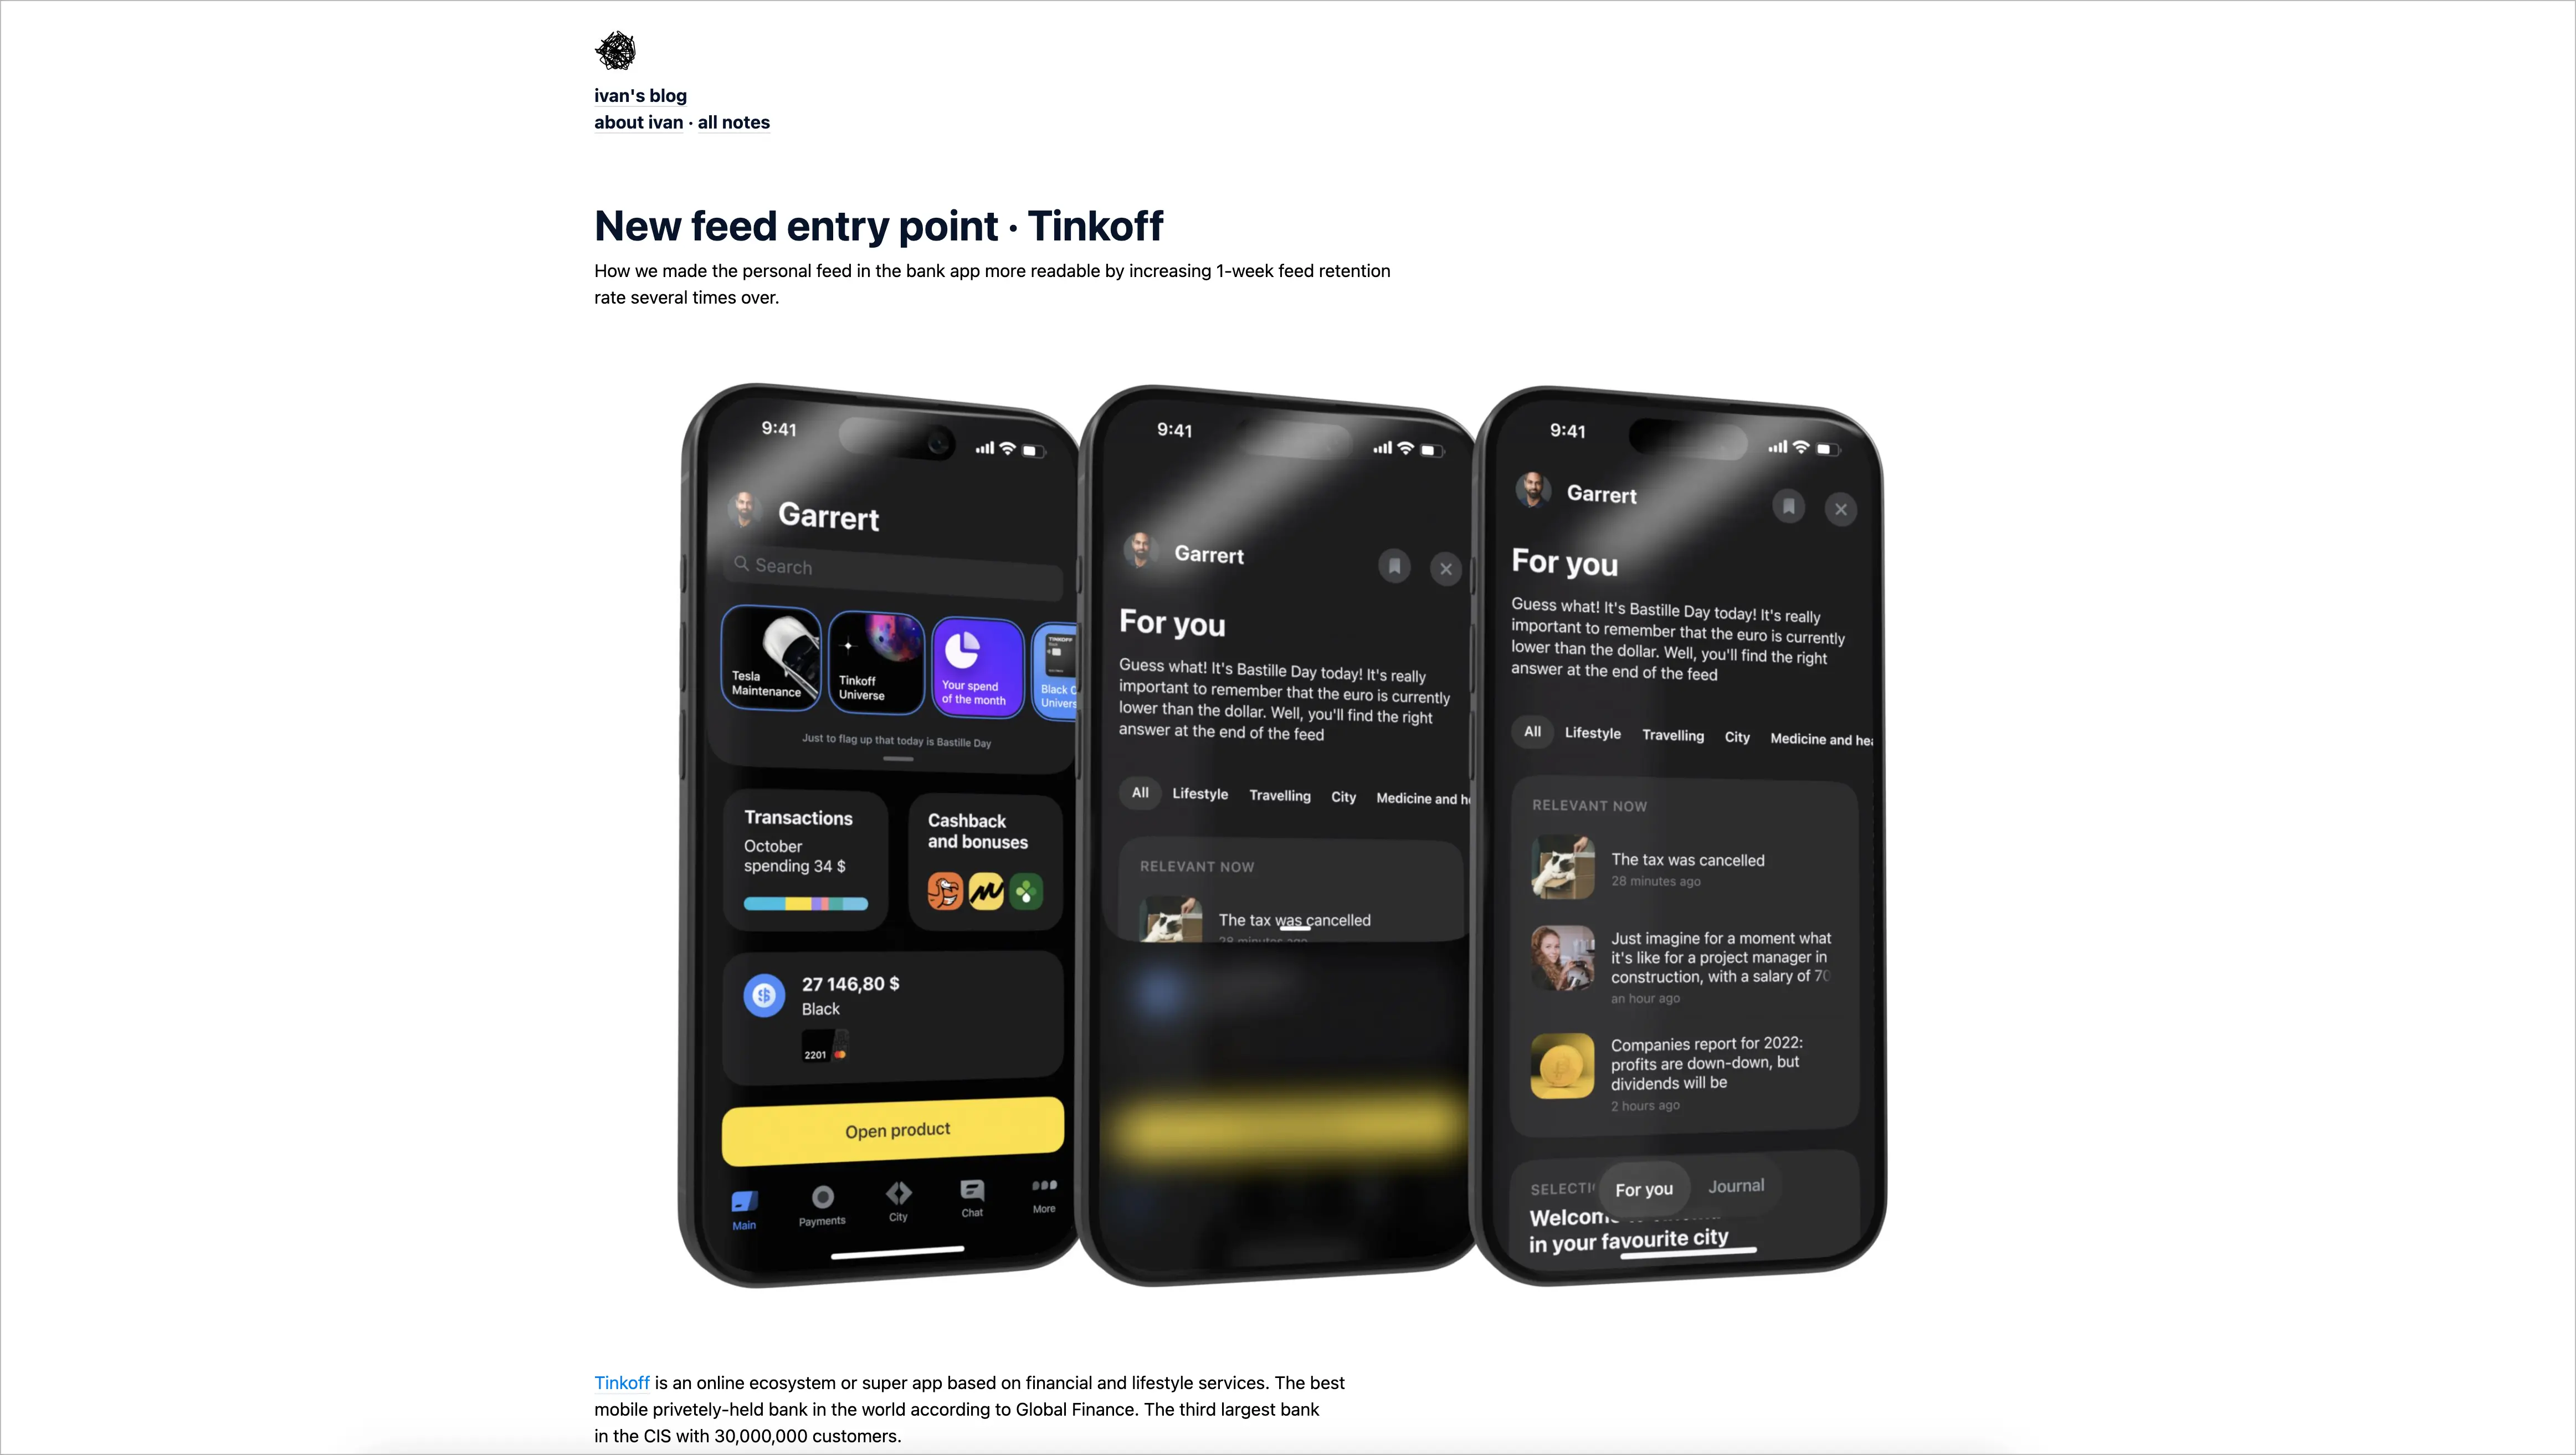 ivan's blog
about ivan · all notes
New feed entry point · Tinkoff
How we made the personal feed in the bank app more readable by increasing 1-week feed retention
rate several times over.
9:41
Garrert
Search
Tesla
Maintenance
Tinkoff
Universe
Your spend
of the month
TINKOFF
Black C
Univers
Just to flag up that today is Bastille Day
Transactions
October
spending 34 $
Cashback
and bonuses
27 146,80 $
Black
2201
Open product
Main
Payments
City
Chat
More
9:41
Garrert
For you
Guess what! It's Bastille Day today! It's really
important to remember that the euro is currently
lower than the dollar. Well, you'll find the right
answer at the end of the feed
All Lifestyle Travelling City Medicine and he
RELEVANT NOW
The tax was cancelled
28 minutes ago
9:41
Garrert
For you
Guess what! It's Bastille Day today! It's really
important to remember that the euro is currently
lower than the dollar. Well, you'll find the right
answer at the end of the feed
All Lifestyle Travelling City Medicine and hea
RELEVANT NOW
The tax was cancelled
28 minutes ago
Just imagine for a moment what
it's like for a project manager in
construction, with a salary of 70
an hour ago
Companies report for 2022:
profits are down-down, but
dividends will be
2 hours ago
SELECTI
For you
Journal
Welcom
in your favourite city
Tinkoff is an online ecosystem or super app based on financial and lifestyle services. The best
mobile privetely-held bank in the world according to Global Finance. The third largest bank
in the CIS with 30,000,000 customers.